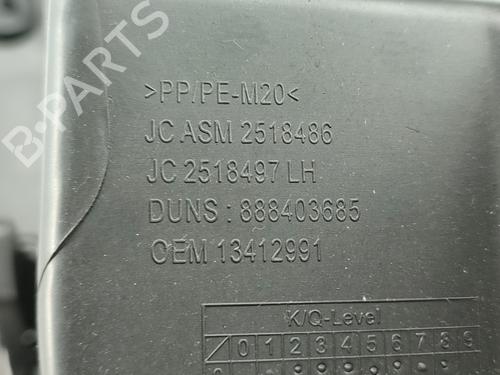 B-PARTS
>PP/PE-M20<
JC ASM 2518486
JC 2518497 LH
DUNS : 888403685
OEM 13412991
K/Q-Level
0 1 2 3 4 5 6 7 8 9